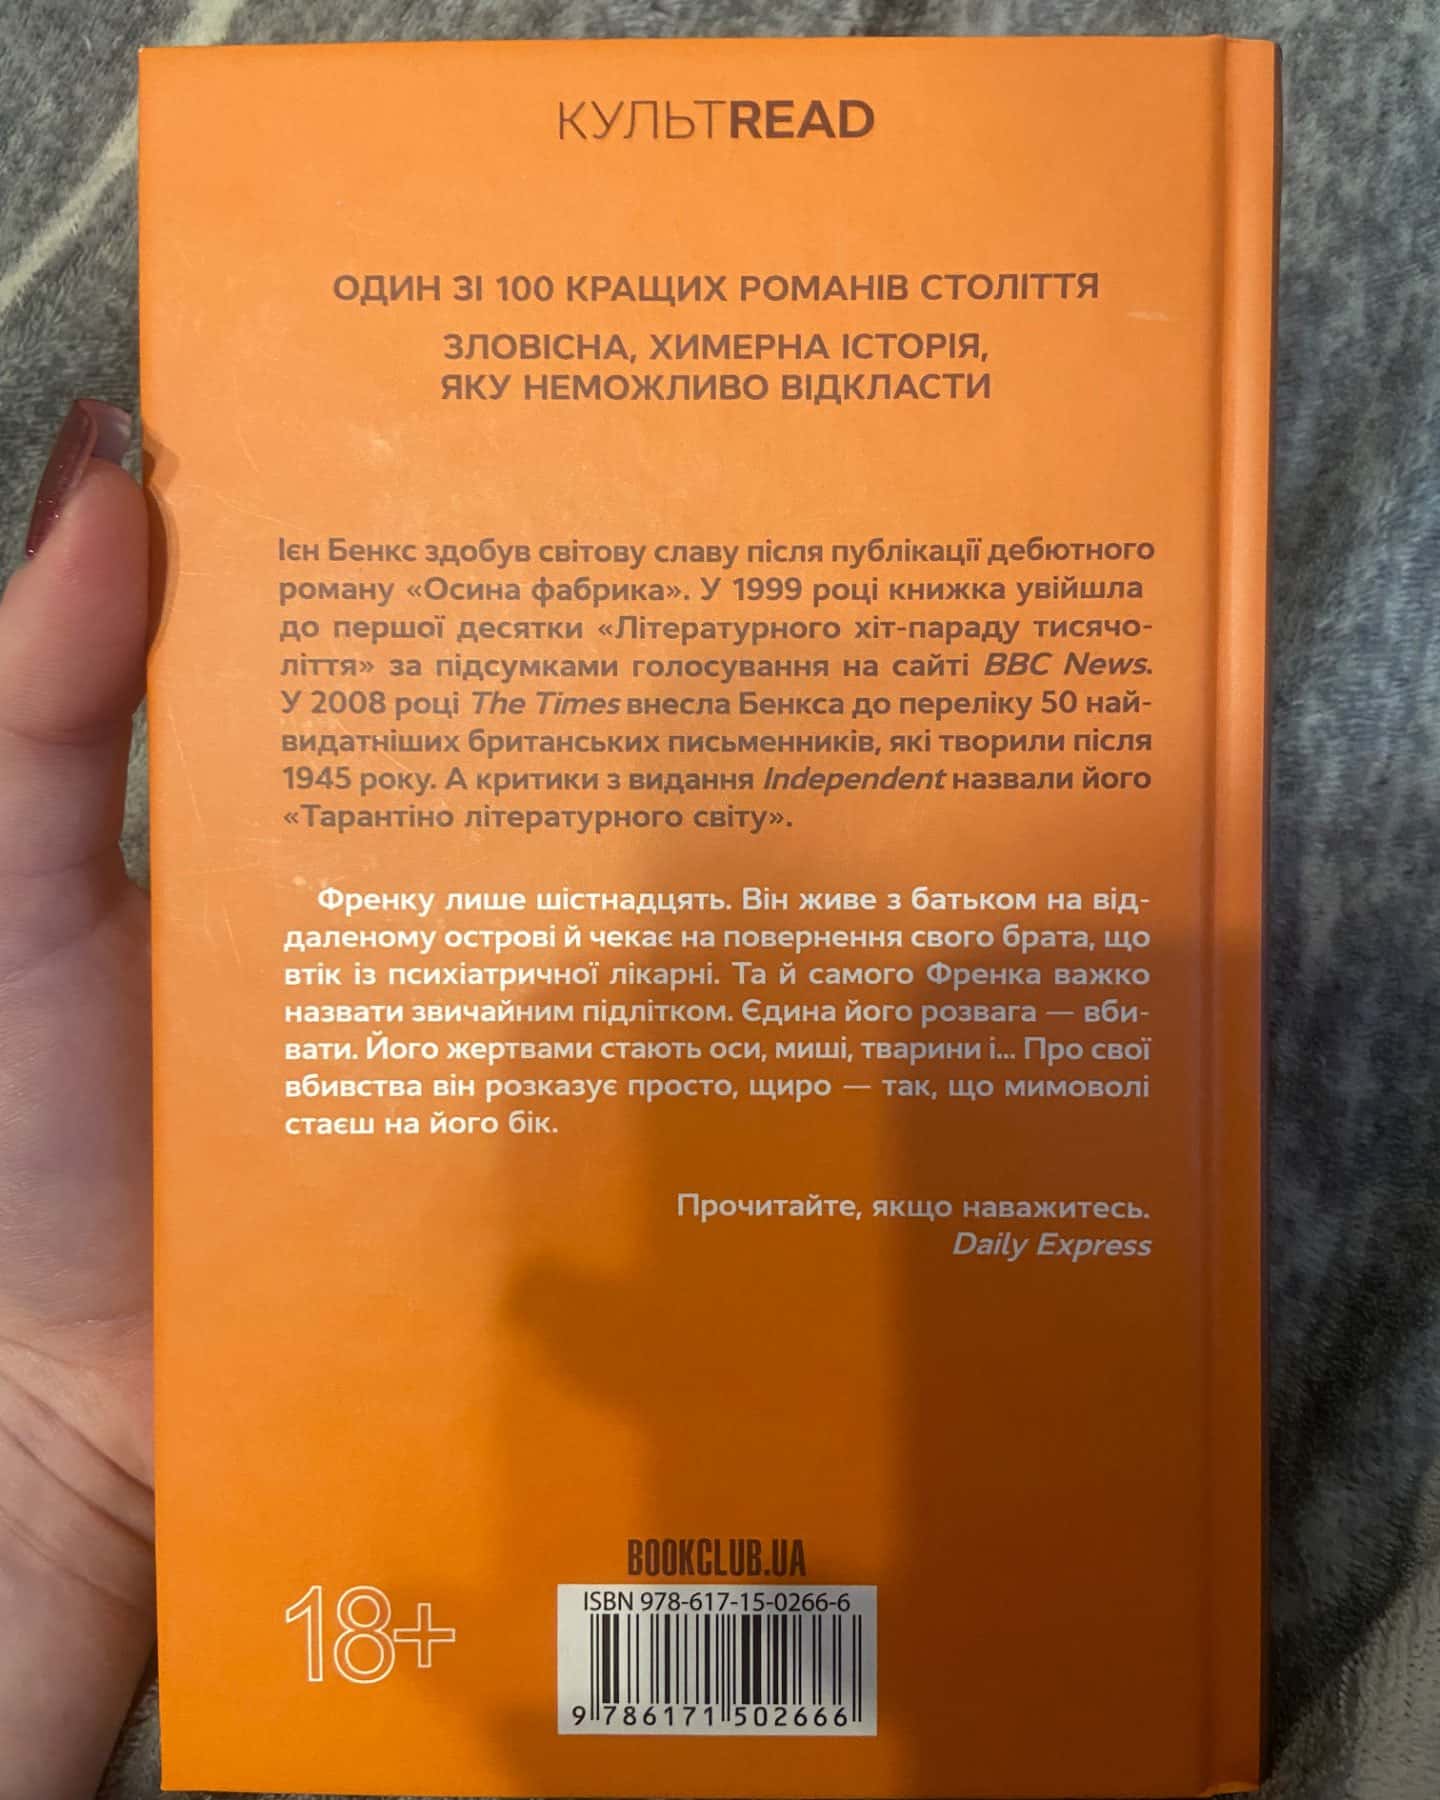 КУЛЬТREAD
ОДИН ЗІ 100 КРАЩИХ РОМАНІВ СТОЛІТТЯ
ЗЛОВІСНА, ХИМЕРНА ІСТОРІЯ,
ЯКУ НЕМОЖЛИВО ВІДКЛАСТИ
Ієн Бенкс здобув світову славу після публікації дебютного
роману «Осина фабрика». У 1999 році книжка увійшла
до першої десятки «Літературного хіт-параду тисячо-
ліття» за підсумками голосування на сайті BBC News.
У 2008 році The Times внесла Бенкса до переліку 50 най-
видатніших британських письменників, які творили після
1945 року. А критики з видання Independent назвали його
«Тарантіно літературного світу».
Френку лише шістнадцять. Він живе з батьком на від-
даленому острові й чекає на повернення свого брата, що
втік із психіатричної лікарні. Та й самого Френка важко
назвати звичайним підлітком. Єдина його розвага — вби-
вати. Його жертвами стають оси, миші, тварини і... Про свої
вбивства він розказує просто, щиро — так, що мимоволі
стаєш на його бік.
Прочитайте, якщо наважитесь.
Daily Express
BOOKCLUB.UA
18+
ISBN 978-617-15-0266-6
9 786171 502666